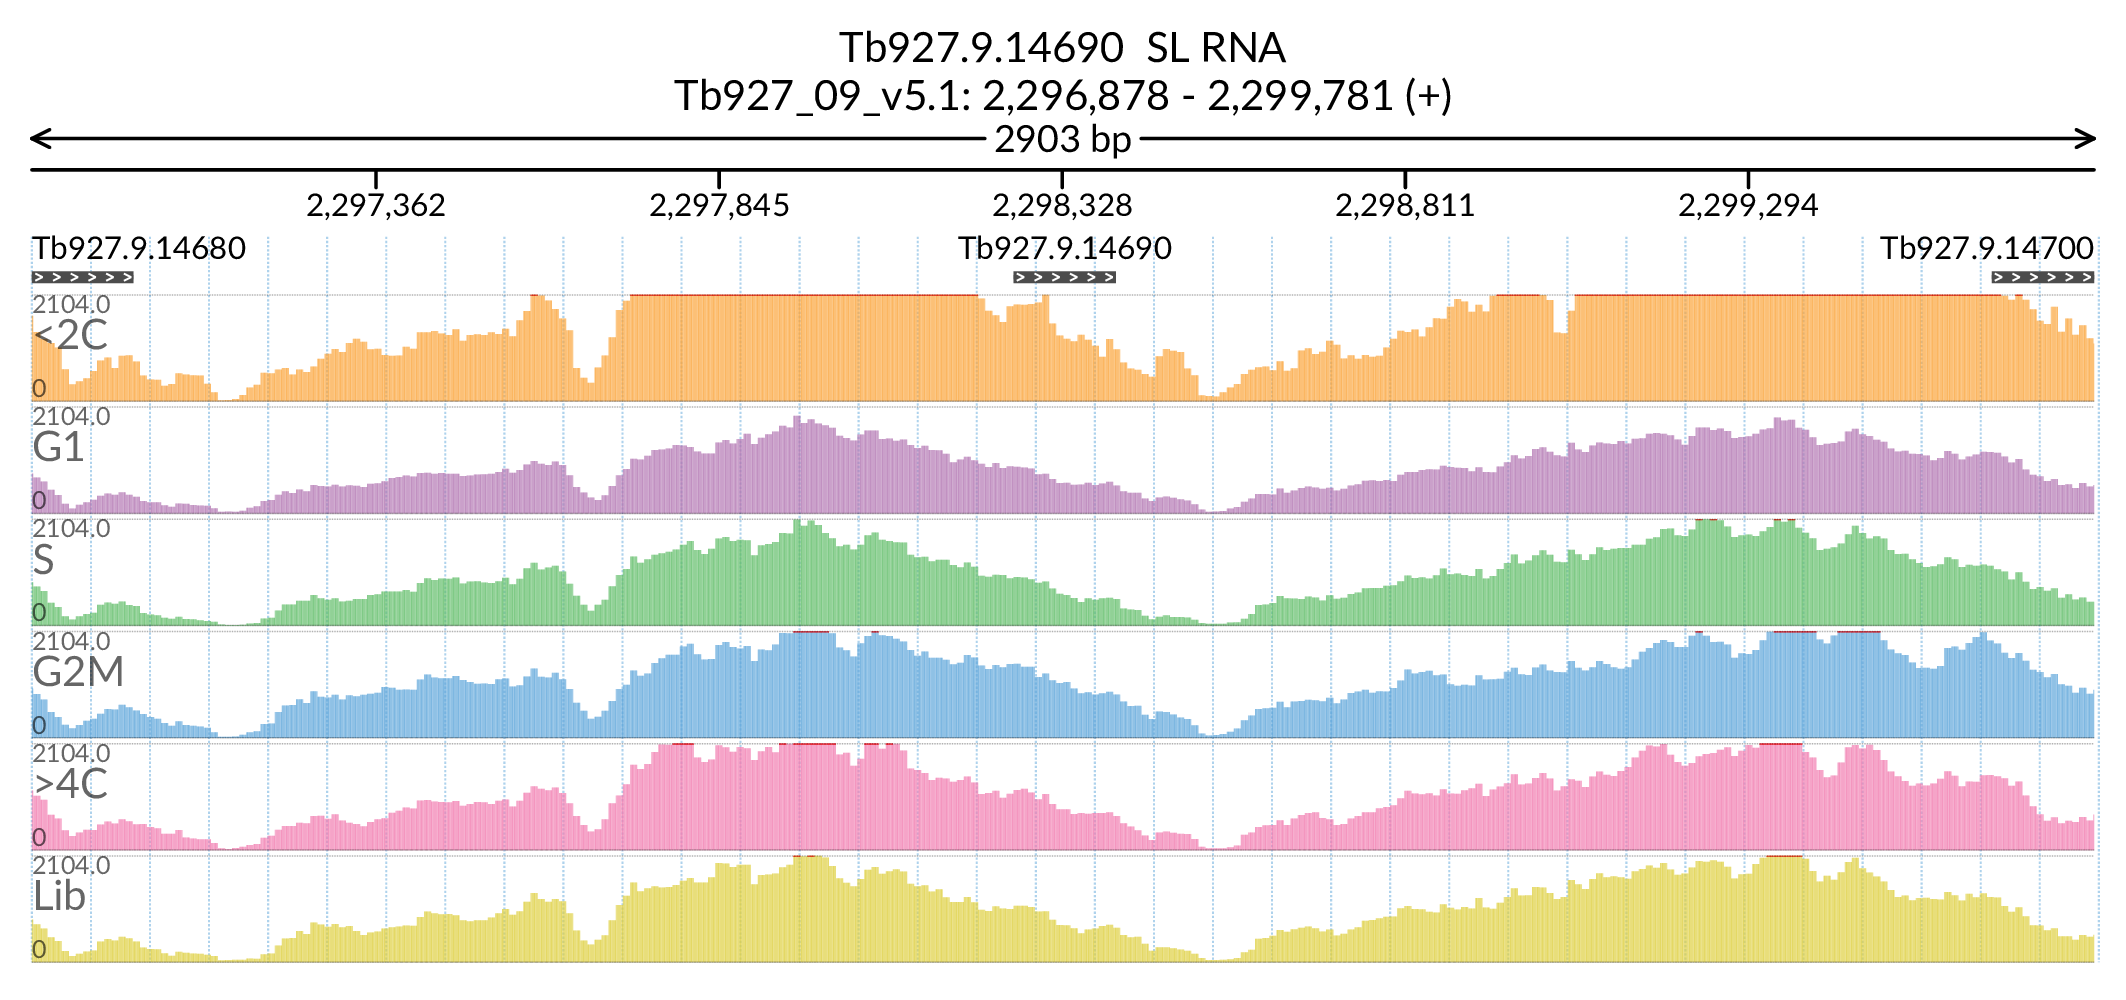 Tb927.9.14690 SL RNA
Tb927_09_v5.1: 2,296,878 - 2,299,781 (+)
2903 bp
2,297,362 2,297,845 2,298,328 2,298,811 2,299,294
Tb927.9.14680 Tb927.9.14690 Tb927.9.14700
2104.0
<2C
0
2104.0
G1
0
2104.0
S
0
2104.0
G2M
0
2104.0
>4C
0
2104.0
Lib
0